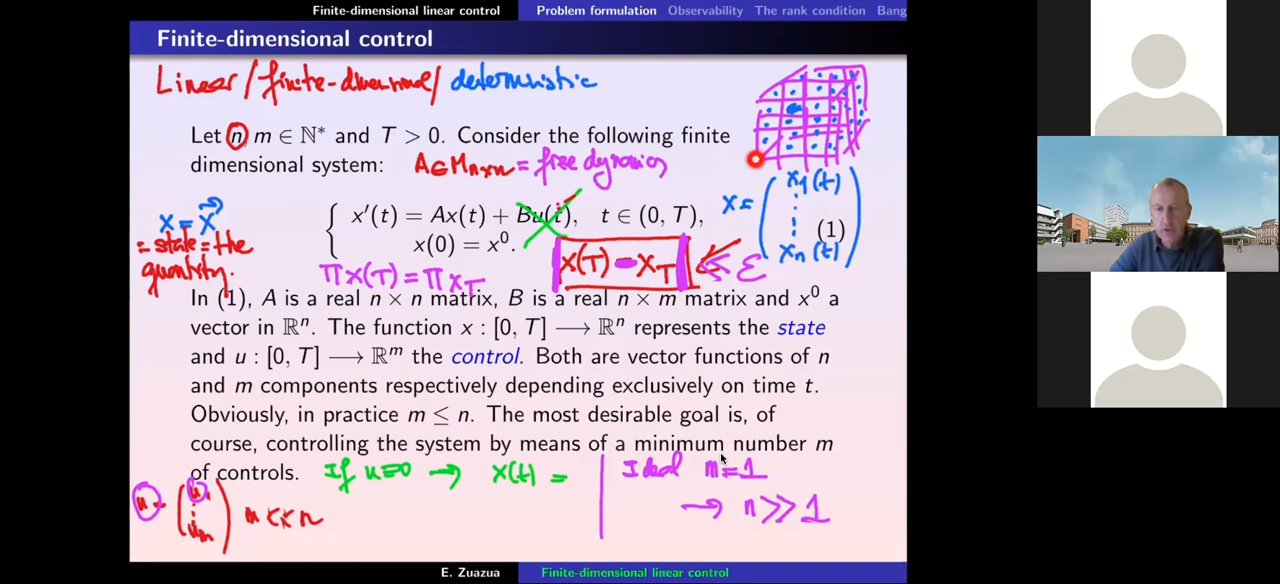 Finite-dimensional linear control
Problem formulation Observability The rank condition Bang
Finite-dimensional control
Linear / finite-dimensional / deterministic
Let n, m ∈ ℕ* and T > 0. Consider the following finite
dimensional system: A∈M n×n = free dynamics
x′(t) = Ax(t) + Bu(t), t ∈ (0, T),
x(0) = x⁰.
(1)
x = (x₁(t) ⋮ xₙ(t))
x = x⃗
= state = the
quantity.
Πx(T) = Πx_T
|x(T) - x_T| ≤ ε
In (1), A is a real n × n matrix, B is a real n × m matrix and x⁰ a
vector in ℝⁿ. The function x : [0, T] ⟶ ℝⁿ represents the state
and u : [0, T] ⟶ ℝᵐ the control. Both are vector functions of n
and m components respectively depending exclusively on time t.
Obviously, in practice m ≤ n. The most desirable goal is, of
course, controlling the system by means of a minimum number m
of controls. If u≡0 → x(t) =
Ideal m=1
→ n>>1
u = (u₁ ⋮ uₘ) m << n
E. Zuazua Finite-dimensional linear control